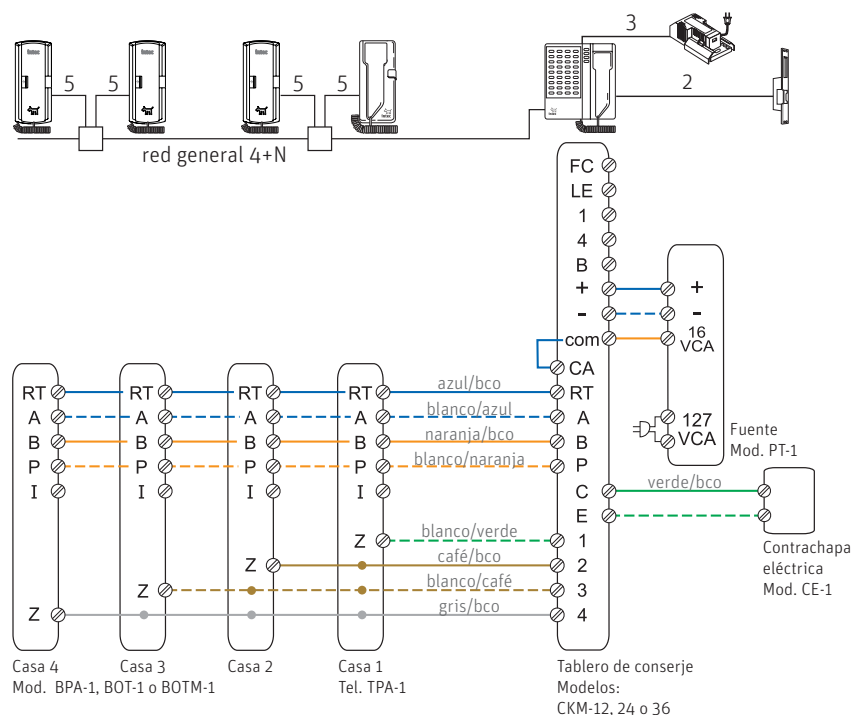 3
5
5
5
5
2
red general 4+N
FC
LE
1
4
B
+
-
com
CA
RT
A
B
P
C
E
1
2
3
4
+
-
16
VCA
127
VCA
Fuente
Mod. PT-1
RT
A
B
P
I
Z
RT
A
B
P
I
Z
RT
A
B
P
I
Z
RT
A
B
P
I
Z
azul/bco
blanco/azul
naranja/bco
blanco/naranja
verde/bco
blanco/verde
café/bco
blanco/café
gris/bco
Contrachapa
eléctrica
Mod. CE-1
Casa 4
Mod. BPA-1, BOT-1 o BOTM-1
Casa 3
Casa 2
Casa 1
Tel. TPA-1
Tablero de conserje
Modelos:
CKM-12, 24 o 36